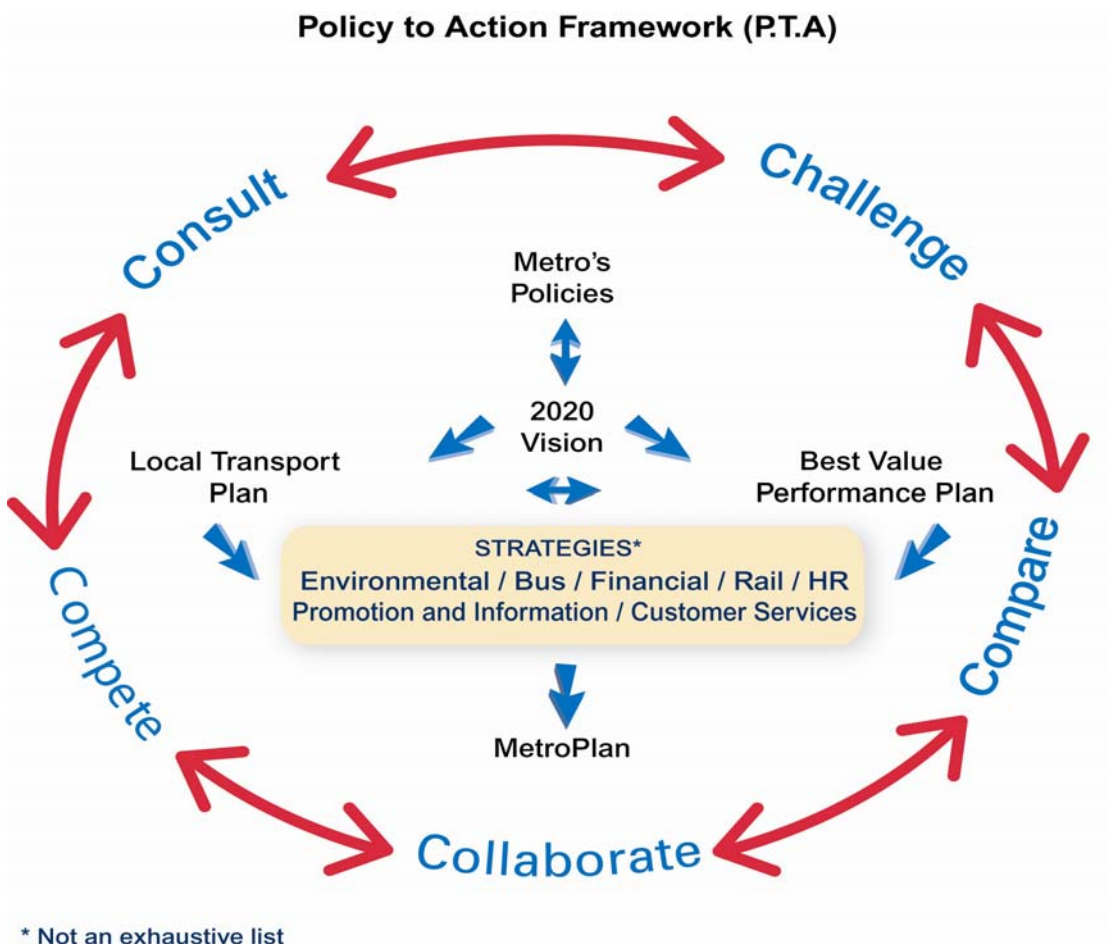 Policy to Action Framework (P.T.A)
Consult
Challenge
Metro's
Policies
2020
Vision
Local Transport
Plan
Best Value
Performance Plan
STRATEGIES*
Environmental / Bus / Financial / Rail / HR
Promotion and Information / Customer Services
Compete
Compare
MetroPlan
Collaborate
* Not an exhaustive list